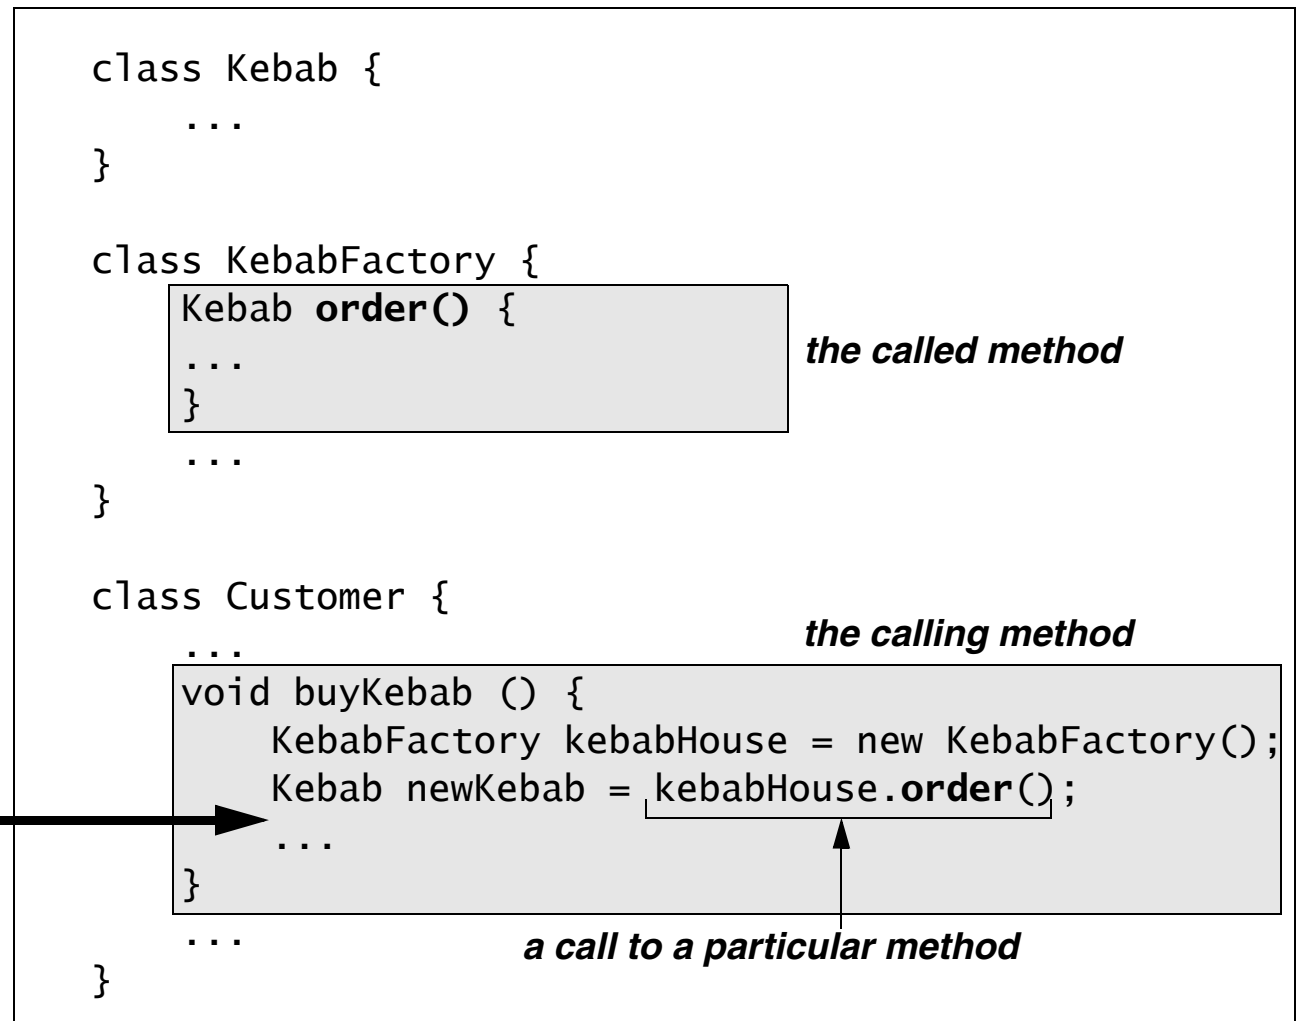 class Kebab {
...
}
class KebabFactory {
Kebab order() {
...
}
the called method
...
}
class Customer {
...
the calling method
void buyKebab () {
KebabFactory kebabHouse = new KebabFactory();
Kebab newKebab = kebabHouse.order();
...
}
...
a call to a particular method
}